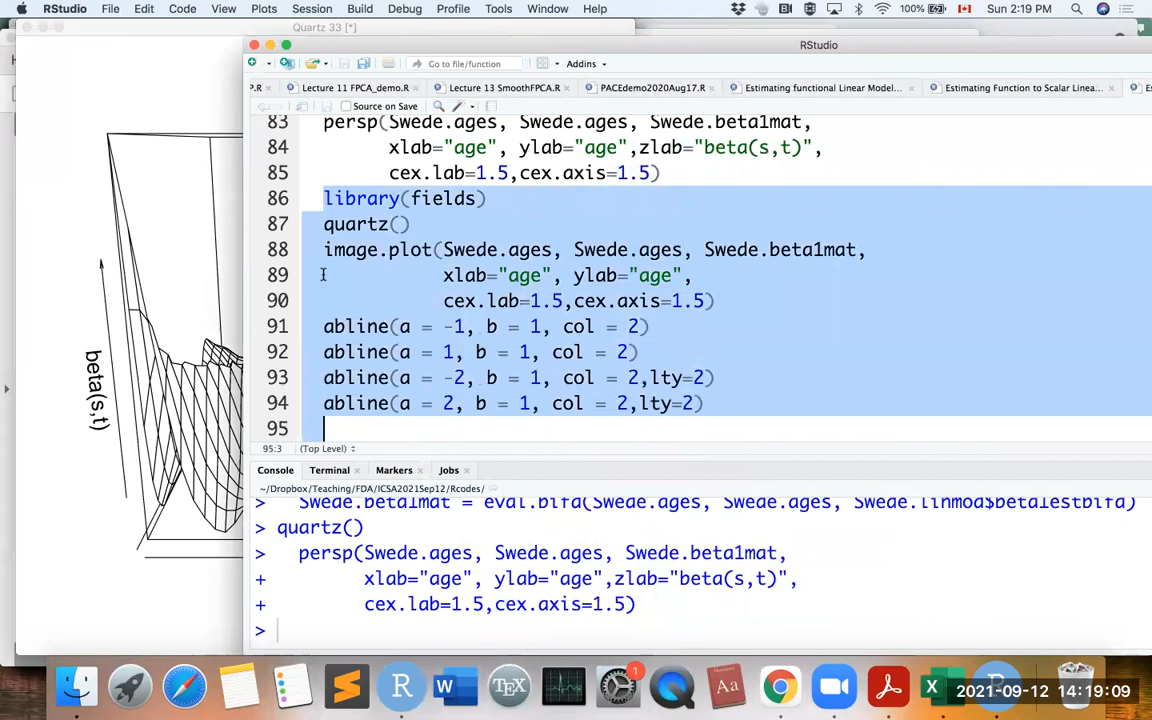 RStudio File Edit Code View Plots Session Build Debug Profile Tools Window Help 100% Sun 2:19 PM
Quartz 33 [*]
RStudio
Go to file/function Addins
P.R Lecture 11 FPCA_demo.R Lecture 13 SmoothFPCA.R PACEdemo2020Aug17.R Estimating functional Linear Model... Estimating Function to Scalar Linear... Es
Source on Save
83 persp(Swede.ages, Swede.ages, Swede.beta1mat,
84 xlab="age", ylab="age",zlab="beta(s,t)",
85 cex.lab=1.5,cex.axis=1.5)
86 library(fields)
87 quartz()
88 image.plot(Swede.ages, Swede.ages, Swede.beta1mat,
89 xlab="age", ylab="age",
90 cex.lab=1.5,cex.axis=1.5)
91 abline(a = -1, b = 1, col = 2)
92 abline(a = 1, b = 1, col = 2)
93 abline(a = -2, b = 1, col = 2,lty=2)
94 abline(a = 2, b = 1, col = 2,lty=2)
95
95:3 (Top Level)
Console Terminal Markers Jobs
~/Dropbox/Teaching/FDA/ICSA2021Sep12/Rcodes/
> Swede.beta1mat = eval.bifd(Swede.ages, Swede.ages, Swede.linmod$beta1estbifd)
> quartz()
> persp(Swede.ages, Swede.ages, Swede.beta1mat,
+ xlab="age", ylab="age",zlab="beta(s,t)",
+ cex.lab=1.5,cex.axis=1.5)
>
beta(s,t)
1
2021-09-12 14:19:09